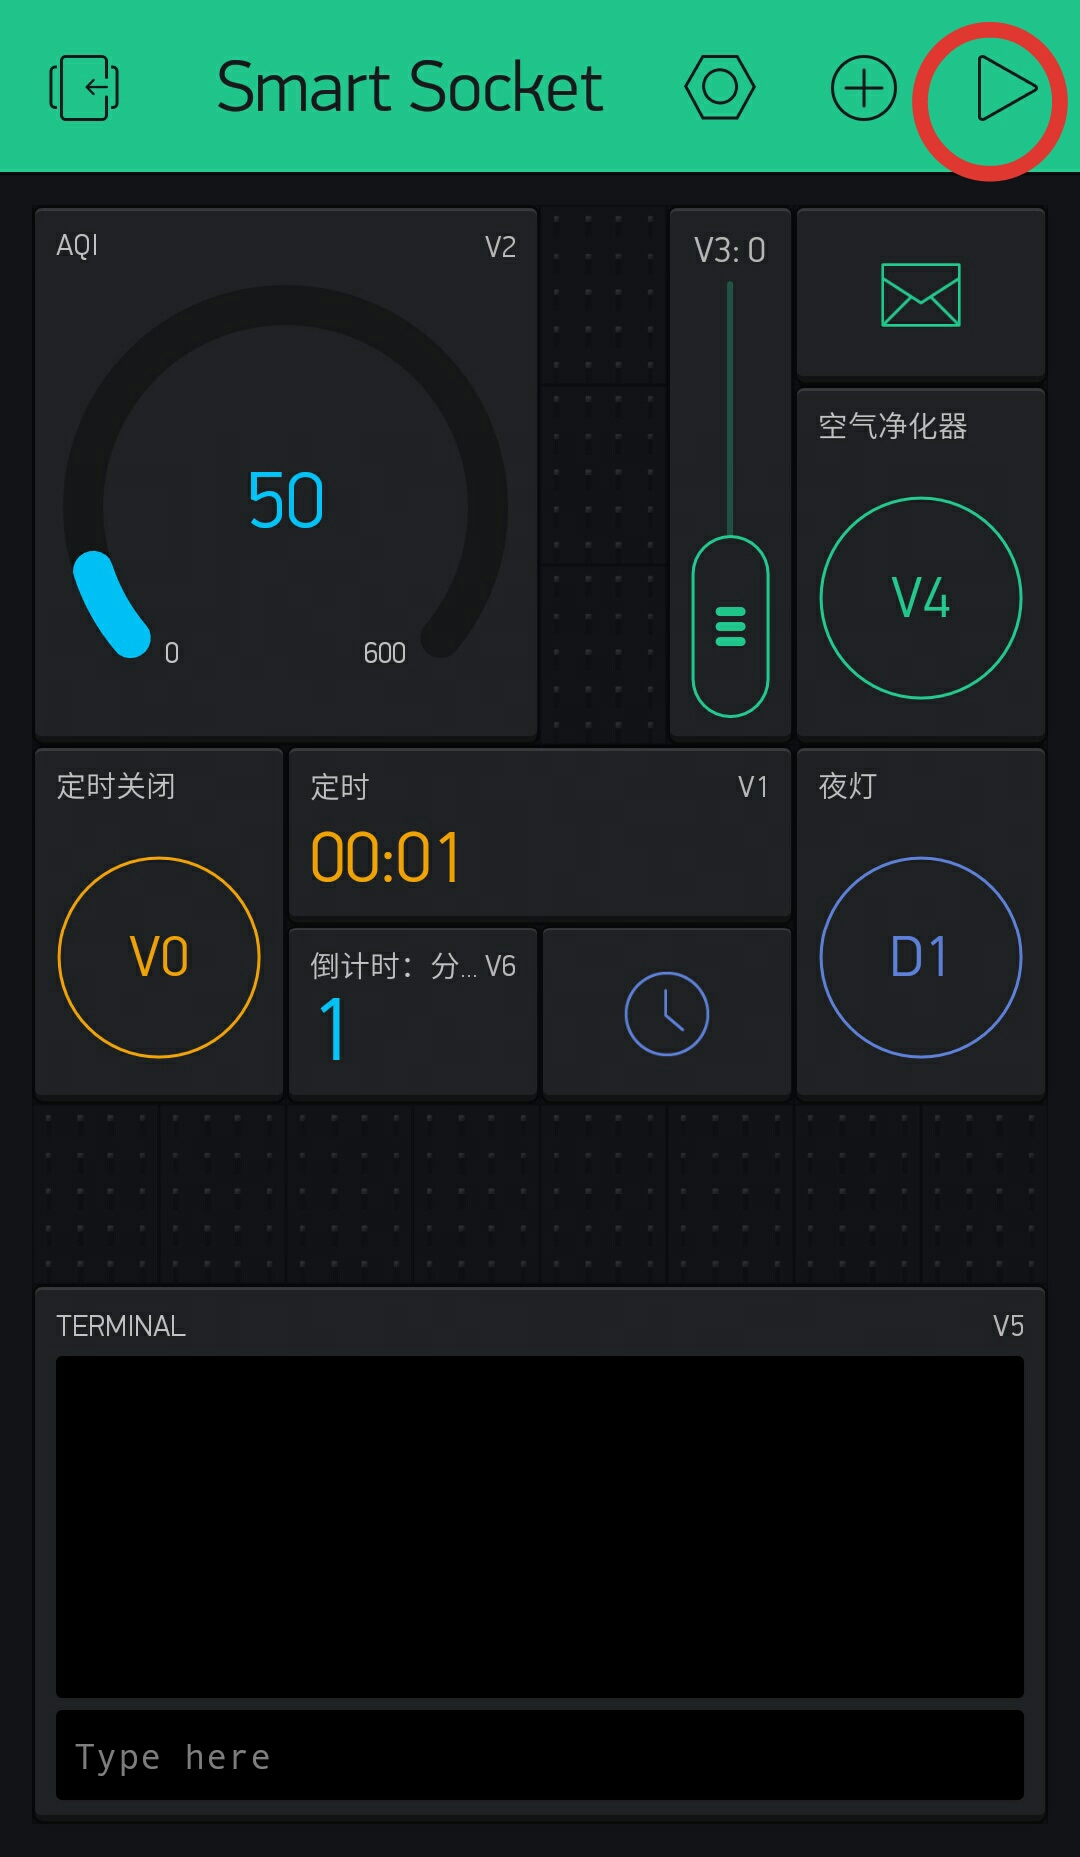 Smart Socket
AQI V2
50
0 600
V3: 0
空气净化器
V4
定时关闭
V0
定时 V1
00:01
倒计时：分... V6
1
夜灯
D1
TERMINAL V5
Type here